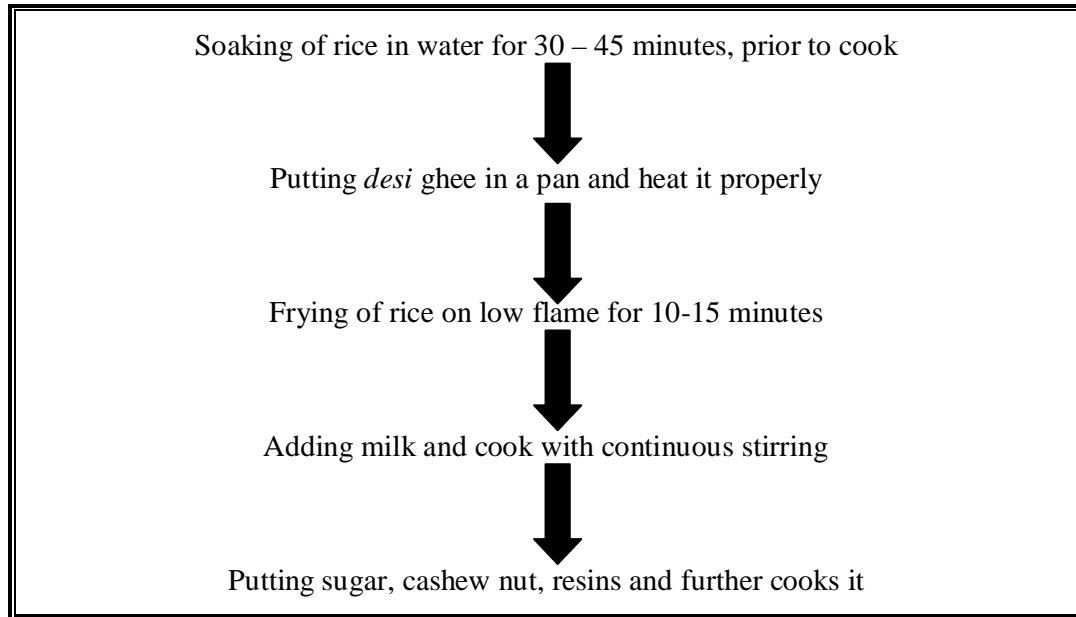 Soaking of rice in water for 30 – 45 minutes, prior to cook
Putting desi ghee in a pan and heat it properly
Frying of rice on low flame for 10-15 minutes
Adding milk and cook with continuous stirring
Putting sugar, cashew nut, resins and further cooks it